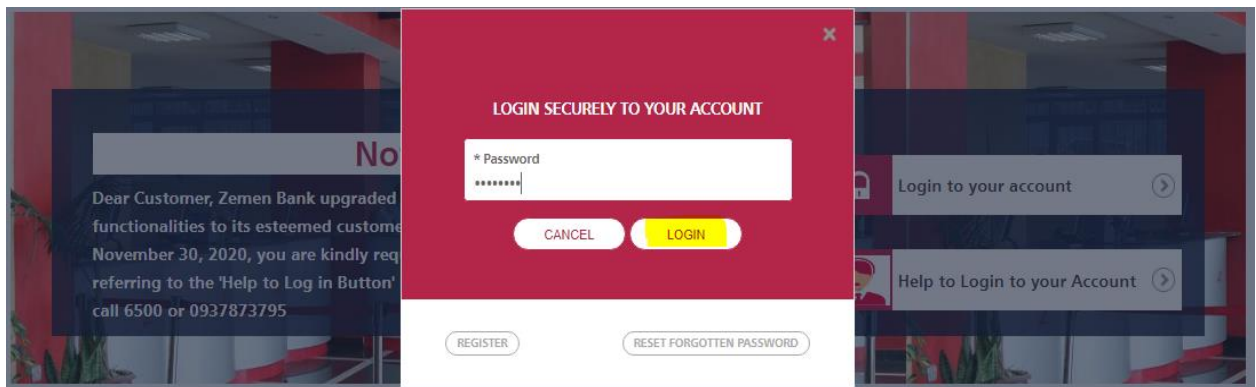 No
Dear Customer, Zemen Bank upgraded
functionalities to its esteemed custome
November 30, 2020, you are kindly req
referring to the 'Help to Log in Button'
call 6500 or 0937873795
LOGIN SECURELY TO YOUR ACCOUNT
* Password
CANCEL
LOGIN
REGISTER
RESET FORGOTTEN PASSWORD
Login to your account
Help to Login to your Account